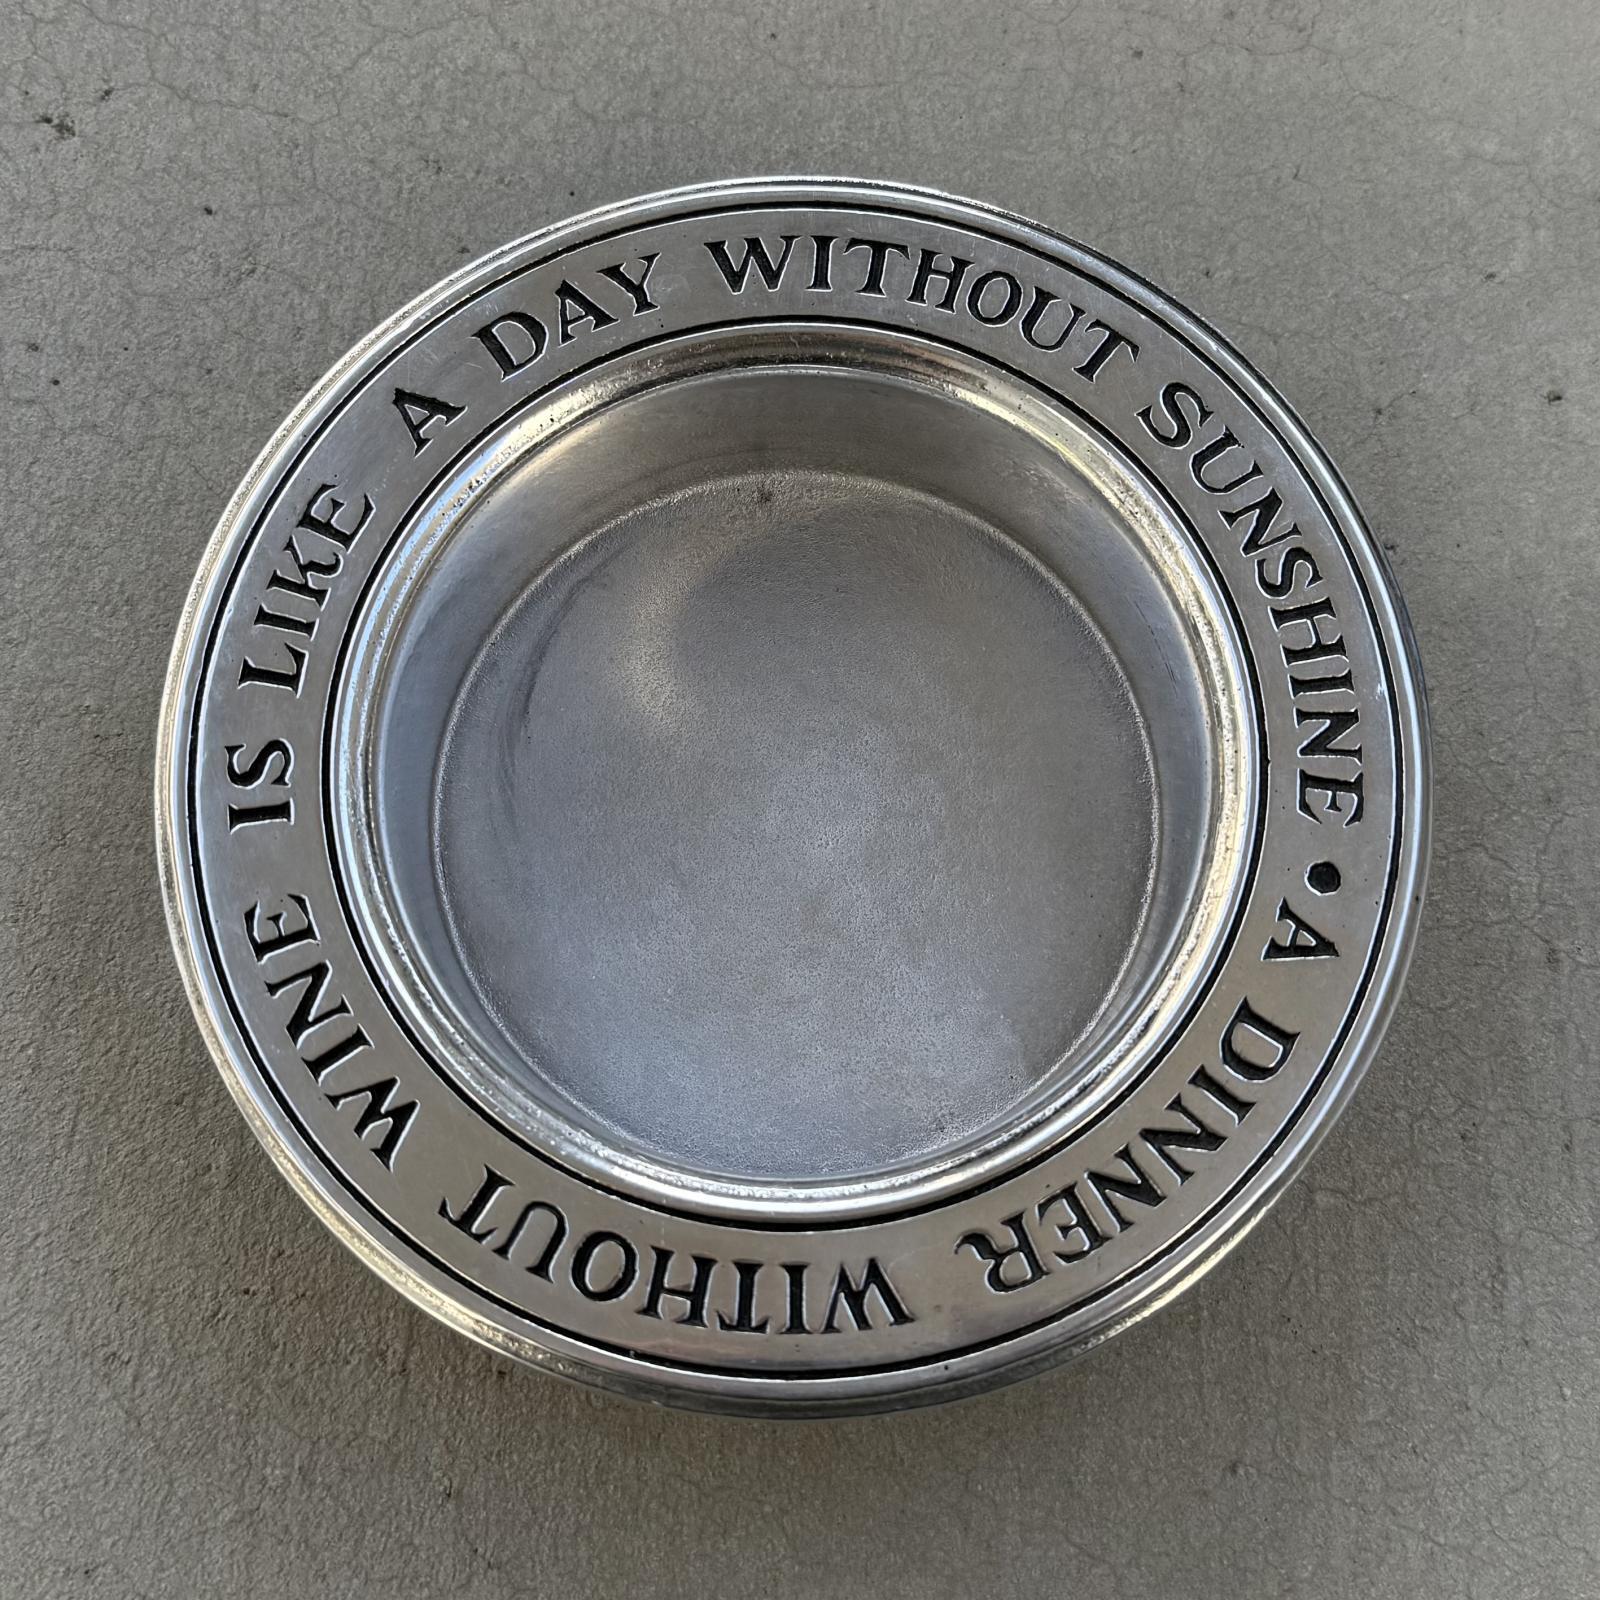 A DINNER WITHOUT WINE IS LIKE A DAY WITHOUT SUNSHINE •